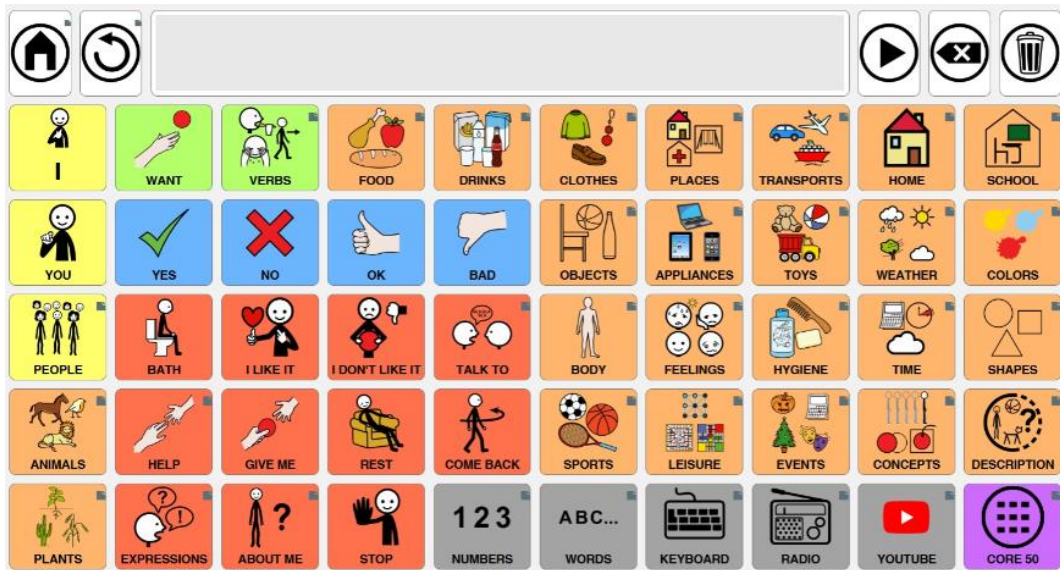 I WANT VERBS FOOD DRINKS CLOTHES PLACES TRANSPORTS HOME SCHOOL
YOU YES NO OK BAD OBJECTS APPLIANCES TOYS WEATHER COLORS
PEOPLE BATH I LIKE IT I DON'T LIKE IT TALK TO BODY FEELINGS HYGIENE TIME SHAPES
ANIMALS HELP GIVE ME REST COME BACK SPORTS LEISURE EVENTS CONCEPTS DESCRIPTION
1 2 3 ABC...
PLANTS EXPRESSIONS ABOUT ME STOP NUMBERS WORDS KEYBOARD RADIO YOUTUBE CORE 50